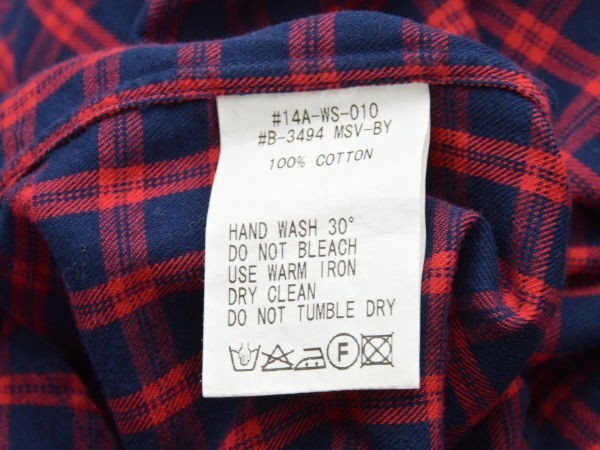 #14A-WS-010
#B-3494 MSV-BY
100% COTTON
HAND WASH 30°
DO NOT BLEACH
USE WARM IRON
DRY CLEAN
DO NOT TUMBLE DRY
F